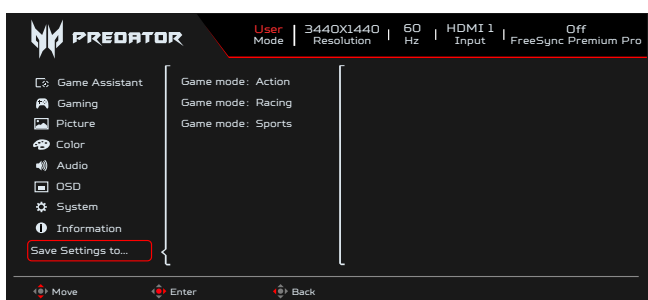 PREDATOR
User Mode
3440X1440 Resolution
60 Hz
HDMI 1 Input
Off FreeSync Premium Pro
Game Assistant
Gaming
Picture
Color
Audio
OSD
System
Information
Save Settings to...
Game mode: Action
Game mode: Racing
Game mode: Sports
Move
Enter
Back